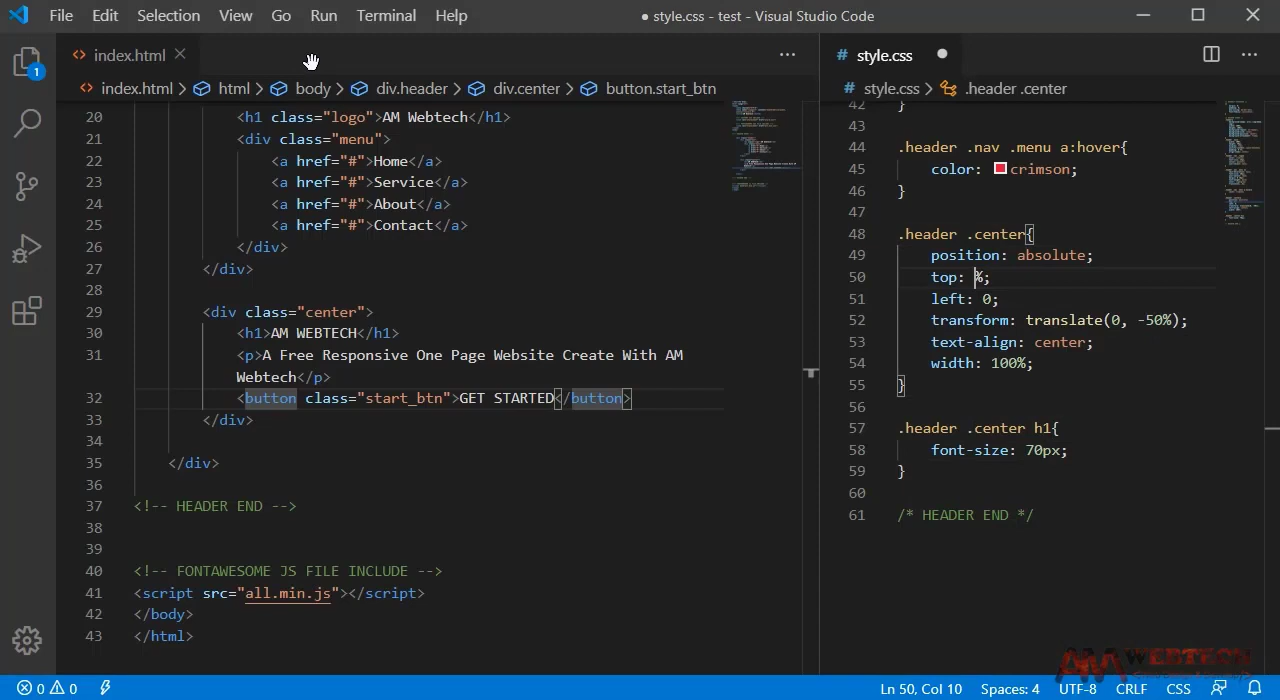 File Edit Selection View Go Run Terminal Help ● style.css - test - Visual Studio Code
index.html
# style.css
1
index.html > html > body > div.header > div.center > button.start_btn
# style.css > .header .center
20 <h1 class="logo">AM Webtech</h1>
21 <div class="menu">
22 <a href="#">Home</a>
23 <a href="#">Service</a>
24 <a href="#">About</a>
25 <a href="#">Contact</a>
26 </div>
27 </div>
28
29 <div class="center">
30 <h1>AM WEBTECH</h1>
31 <p>A Free Responsive One Page Website Create With AM
Webtech</p>
32 <button class="start_btn">GET STARTED</button>
33 </div>
34
35 </div>
36
37 <!-- HEADER END -->
38
39
40 <!-- FONTAWESOME JS FILE INCLUDE -->
41 <script src="all.min.js"></script>
42 </body>
43 </html>
42 }
43
44 .header .nav .menu a:hover{
45 color: crimson;
46 }
47
48 .header .center{
49 position: absolute;
50 top: %;
51 left: 0;
52 transform: translate(0, -50%);
53 text-align: center;
54 width: 100%;
55 }
56
57 .header .center h1{
58 font-size: 70px;
59 }
60
61 /* HEADER END */
AM WEBTECH
0 0 Ln 50, Col 10 Spaces: 4 UTF-8 CRLF CSS